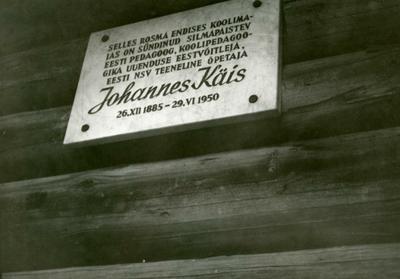 SELLES ROSMA ENDISES KOOLIMA-
JAS ON SÜNDINUD SILMAPAISTEV
EESTI PEDAGOOG, KOOLIPEDAGOO-
GIKA UUENDUSE EESTVÕITLEJA,
EESTI NSV TEENELINE ÕPETAJA
Johannes Käis
26.XII 1885 – 29.VI 1950